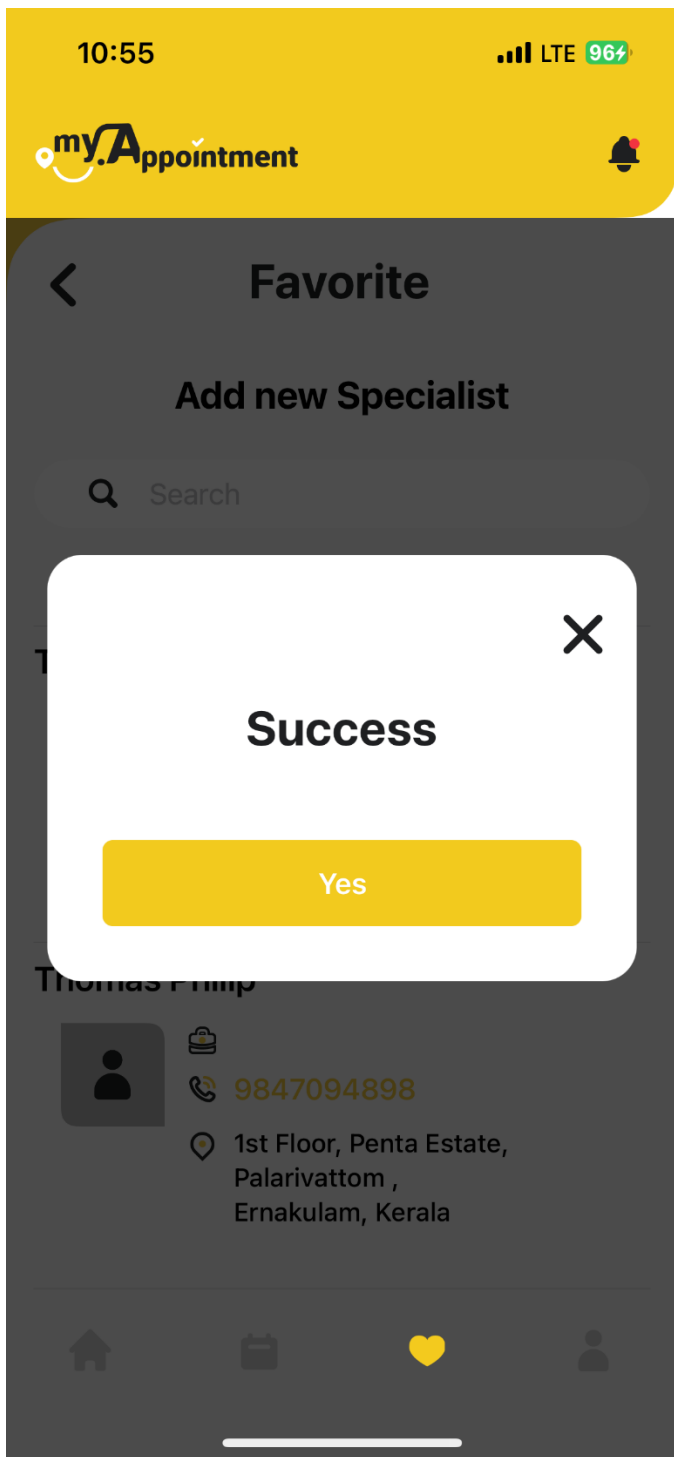 10:55
LTE 96
my.Appointment
Favorite
Add new Specialist
Search
T
Success
Yes
Thomas Philip
9847094898
1st Floor, Penta Estate,
Palarivattom ,
Ernakulam, Kerala